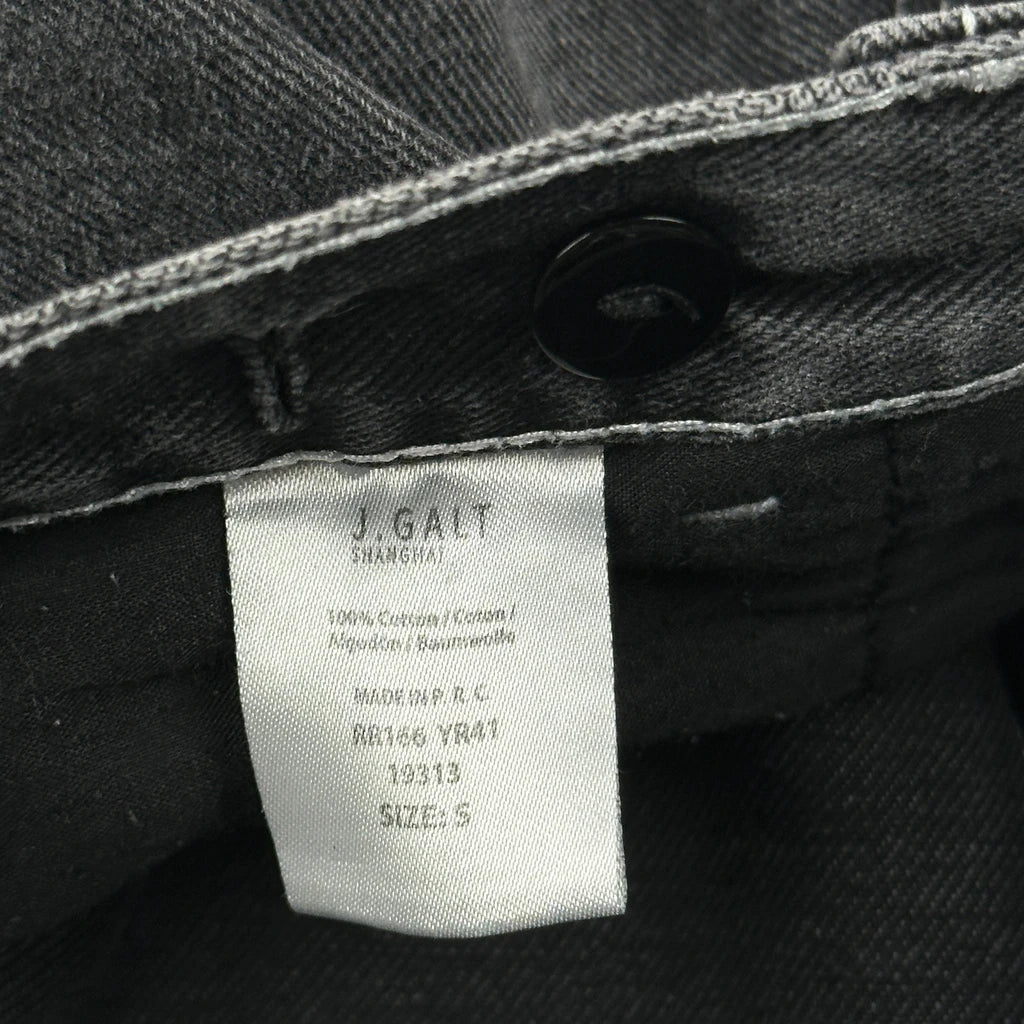 J.GALT
SHANGHAI
100% Cotton / Coton /
Algodón / Baumwolle
MADE IN P. R. C.
RR166 YR41
19313
SIZE: S